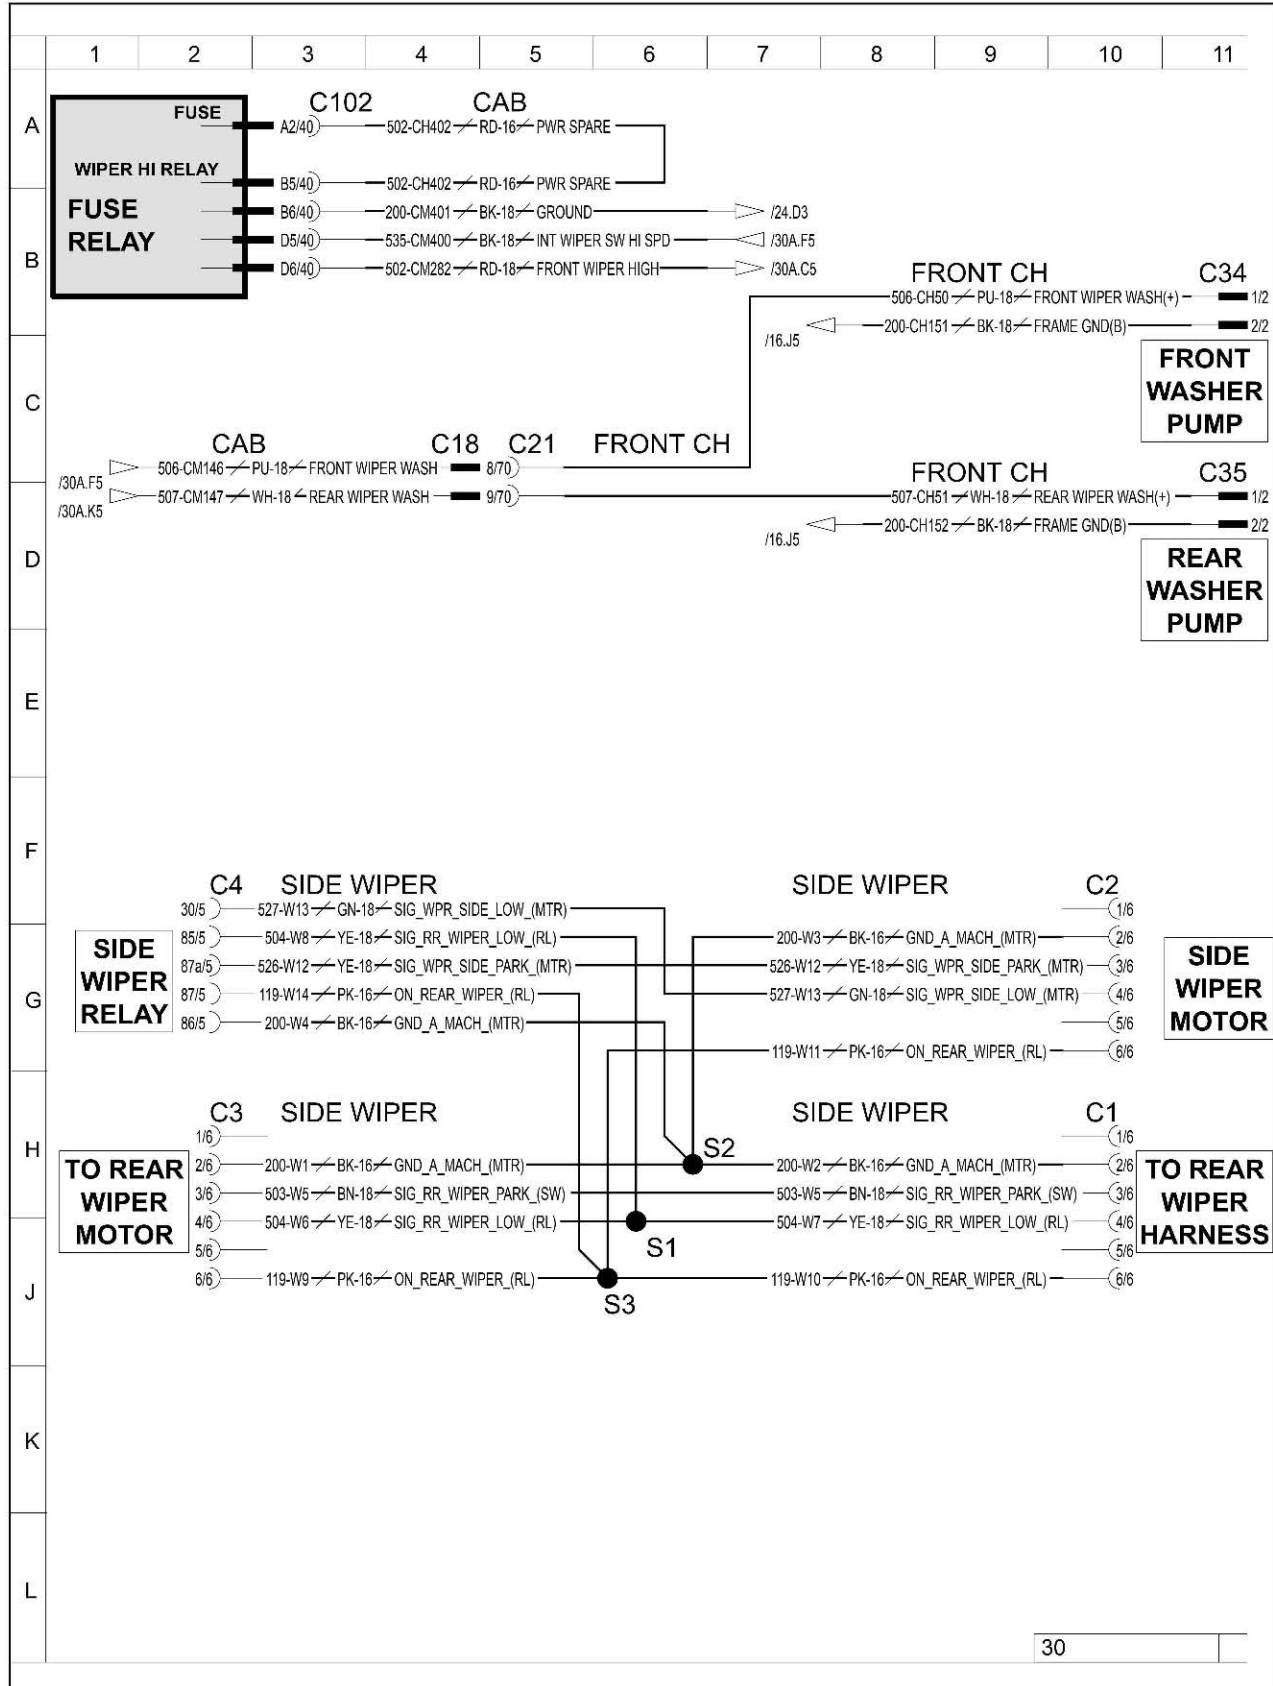 1 2 3 4 5 6 7 8 9 10 11
A
FUSE
C102 CAB
A2/40 502-CH402 RD-16 PWR SPARE
WIPER HI RELAY
B5/40 502-CH402 RD-16 PWR SPARE
FUSE
RELAY
B6/40 200-CM401 BK-18 GROUND /24.D3
D5/40 535-CM400 BK-18 INT WIPER SW HI SPD /30A.F5
B
D6/40 502-CM282 RD-18 FRONT WIPER HIGH /30A.C5
FRONT CH C34
506-CH50 PU-18 FRONT WIPER WASH(+) 1/2
/16.J5 200-CH151 BK-18 FRAME GND(B) 2/2
FRONT
WASHER
PUMP
C
CAB C18 C21 FRONT CH
/30A.F5 506-CM146 PU-18 FRONT WIPER WASH 8/70
/30A.K5 507-CM147 WH-18 REAR WIPER WASH 9/70
FRONT CH C35
507-CH51 WH-18 REAR WIPER WASH(+) 1/2
/16.J5 200-CH152 BK-18 FRAME GND(B) 2/2
D
REAR
WASHER
PUMP
E
F
C4 SIDE WIPER
30/5 527-W13 GN-18 SIG_WPR_SIDE_LOW_(MTR)
85/5 504-W8 YE-18 SIG_RR_WIPER_LOW_(RL)
87a/5 526-W12 YE-18 SIG_WPR_SIDE_PARK_(MTR)
87/5 119-W14 PK-16 ON_REAR_WIPER_(RL)
86/5 200-W4 BK-16 GND_A_MACH_(MTR)
SIDE
WIPER
RELAY
G
SIDE WIPER C2
1/6
200-W3 BK-16 GND_A_MACH_(MTR) 2/6
526-W12 YE-18 SIG_WPR_SIDE_PARK_(MTR) 3/6
527-W13 GN-18 SIG_WPR_SIDE_LOW_(MTR) 4/6
5/6
119-W11 PK-16 ON_REAR_WIPER_(RL) 6/6
SIDE
WIPER
MOTOR
H
C3 SIDE WIPER
1/6
2/6 200-W1 BK-16 GND_A_MACH_(MTR)
3/6 503-W5 BN-18 SIG_RR_WIPER_PARK_(SW)
4/6 504-W6 YE-18 SIG_RR_WIPER_LOW_(RL)
5/6
6/6 119-W9 PK-16 ON_REAR_WIPER_(RL)
TO REAR
WIPER
MOTOR
S2
S1
S3
SIDE WIPER C1
1/6
200-W2 BK-16 GND_A_MACH_(MTR) 2/6
503-W5 BN-18 SIG_RR_WIPER_PARK_(SW) 3/6
504-W7 YE-18 SIG_RR_WIPER_LOW_(RL) 4/6
5/6
119-W10 PK-16 ON_REAR_WIPER_(RL) 6/6
TO REAR
WIPER
HARNESS
J
K
L
30